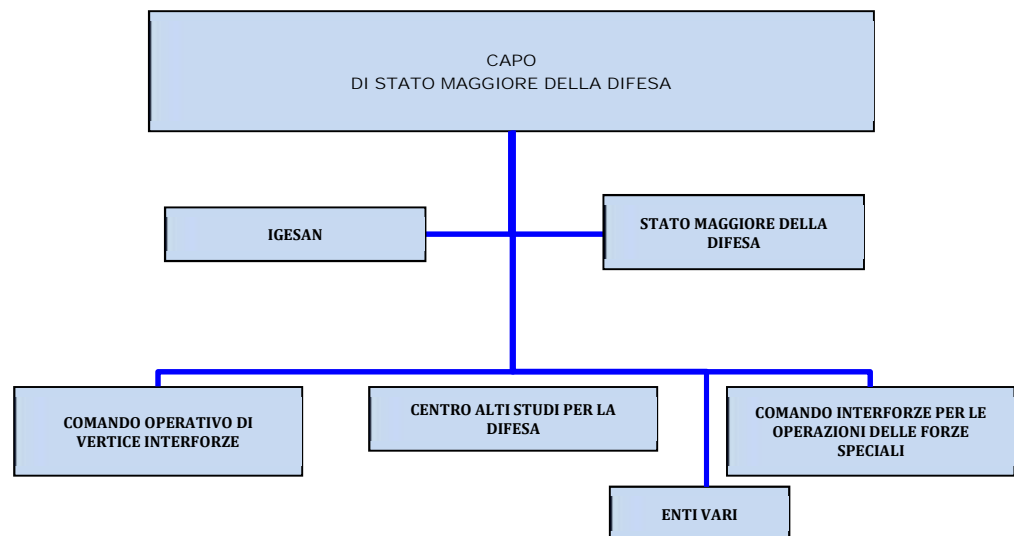 CAPO
DI STATO MAGGIORE DELLA DIFESA
IGESAN
STATO MAGGIORE DELLA
DIFESA
COMANDO OPERATIVO DI
VERTICE INTERFORZE
CENTRO ALTI STUDI PER LA
DIFESA
COMANDO INTERFORZE PER LE
OPERAZIONI DELLE FORZE
SPECIALI
ENTI VARI